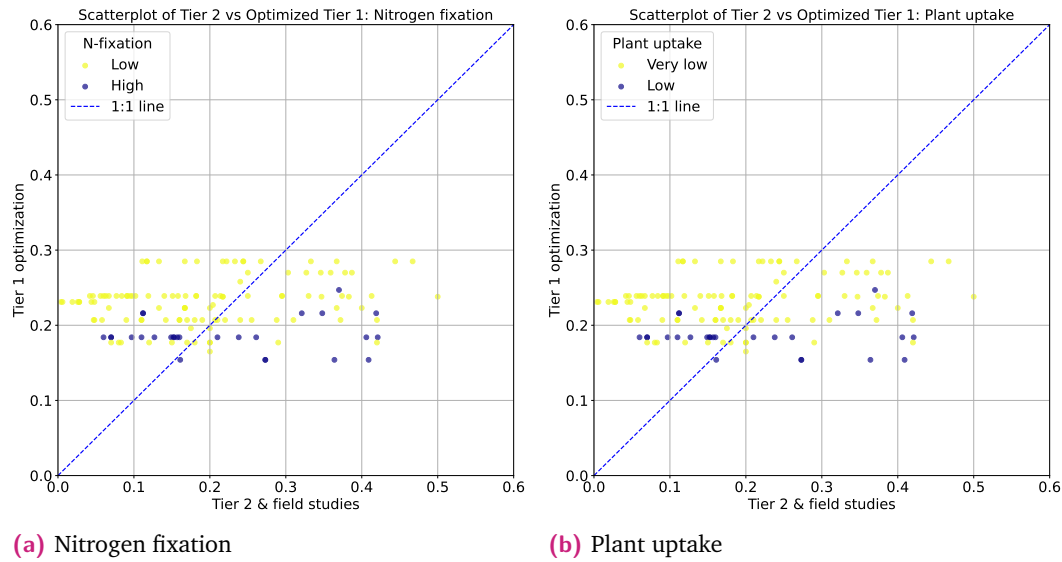 Scatterplot of Tier 2 vs Optimized Tier 1: Nitrogen fixation
N-fixation
Low
High
1:1 line
0.6
0.5
0.4
0.3
0.2
0.1
0.0
Tier 1 optimization
0.0 0.1 0.2 0.3 0.4 0.5 0.6
Tier 2 & field studies
(a) Nitrogen fixation
Scatterplot of Tier 2 vs Optimized Tier 1: Plant uptake
Plant uptake
Very low
Low
1:1 line
0.6
0.5
0.4
0.3
0.2
0.1
0.0
Tier 1 optimization
0.0 0.1 0.2 0.3 0.4 0.5 0.6
Tier 2 & field studies
(b) Plant uptake